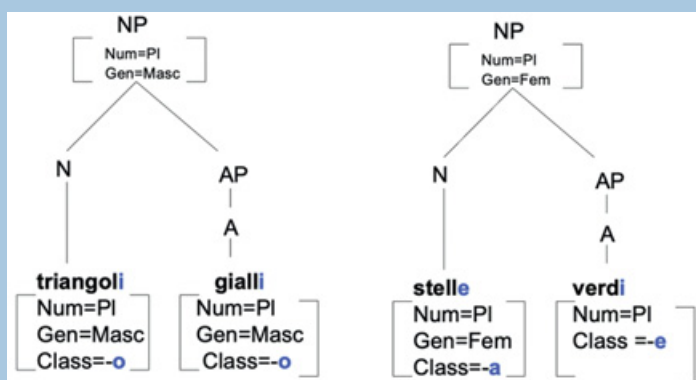 NP
Num=Pl
Gen=Masc
N
AP
A
triangoli
Num=Pl
Gen=Masc
Class=-o
gialli
Num=Pl
Gen=Masc
Class=-o
NP
Num=Pl
Gen=Fem
N
AP
A
stelle
Num=Pl
Gen=Fem
Class=-a
verdi
Num=Pl
Class =-e